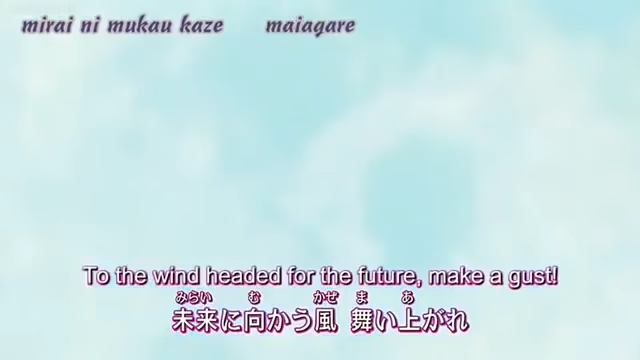 mirai ni mukau kaze maiagare
To the wind headed for the future, make a gust!
みらい む かぜ ま あ
未来に向かう風 舞い上がれ